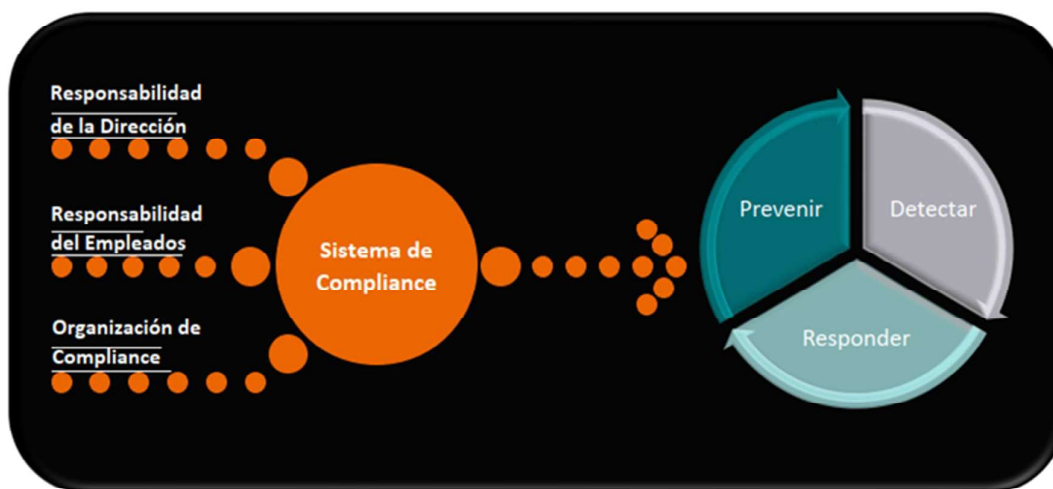 Responsabilidad
de la Dirección
Responsabilidad
del Empleados
Organización de
Compliance
Sistema de
Compliance
Prevenir
Detectar
Responder